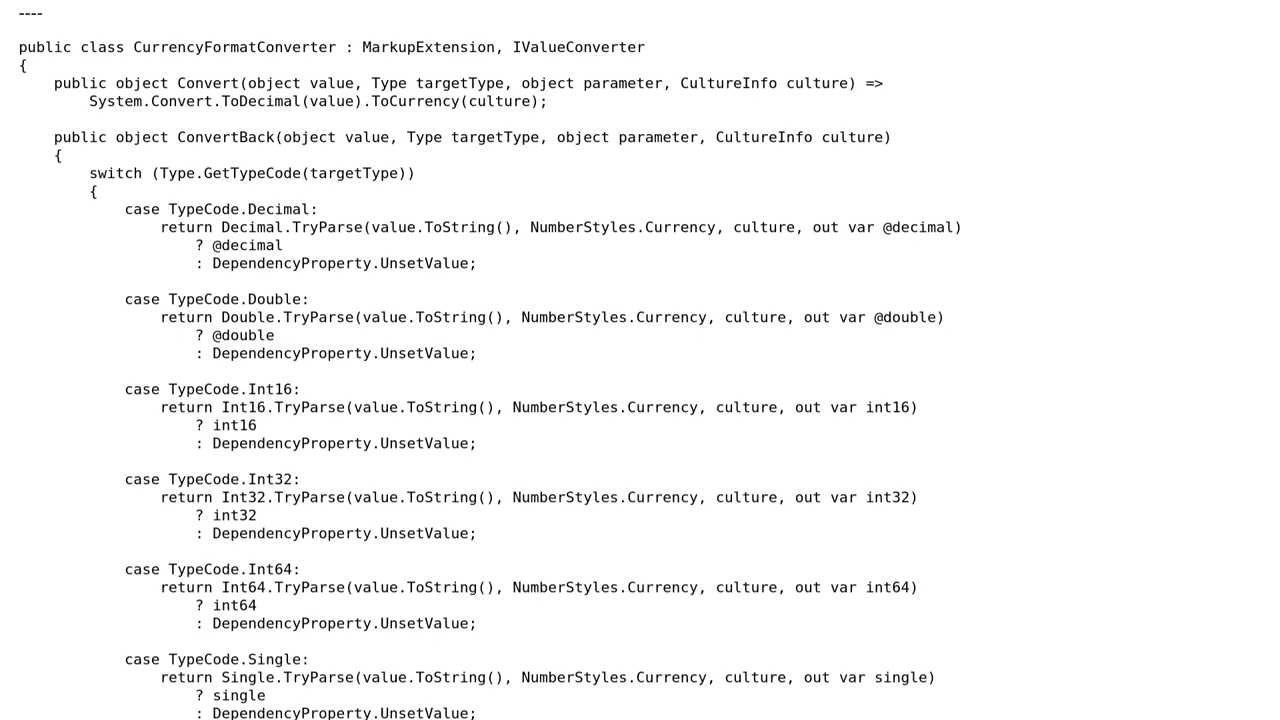 ----
public class CurrencyFormatConverter : MarkupExtension, IValueConverter
{
    public object Convert(object value, Type targetType, object parameter, CultureInfo culture) =>
        System.Convert.ToDecimal(value).ToCurrency(culture);
    public object ConvertBack(object value, Type targetType, object parameter, CultureInfo culture)
    {
        switch (Type.GetTypeCode(targetType))
        {
            case TypeCode.Decimal:
                return Decimal.TryParse(value.ToString(), NumberStyles.Currency, culture, out var @decimal)
                    ? @decimal
                    : DependencyProperty.UnsetValue;
            case TypeCode.Double:
                return Double.TryParse(value.ToString(), NumberStyles.Currency, culture, out var @double)
                    ? @double
                    : DependencyProperty.UnsetValue;
            case TypeCode.Int16:
                return Int16.TryParse(value.ToString(), NumberStyles.Currency, culture, out var int16)
                    ? int16
                    : DependencyProperty.UnsetValue;
            case TypeCode.Int32:
                return Int32.TryParse(value.ToString(), NumberStyles.Currency, culture, out var int32)
                    ? int32
                    : DependencyProperty.UnsetValue;
            case TypeCode.Int64:
                return Int64.TryParse(value.ToString(), NumberStyles.Currency, culture, out var int64)
                    ? int64
                    : DependencyProperty.UnsetValue;
            case TypeCode.Single:
                return Single.TryParse(value.ToString(), NumberStyles.Currency, culture, out var single)
                    ? single
                    : DependencyProperty.UnsetValue;